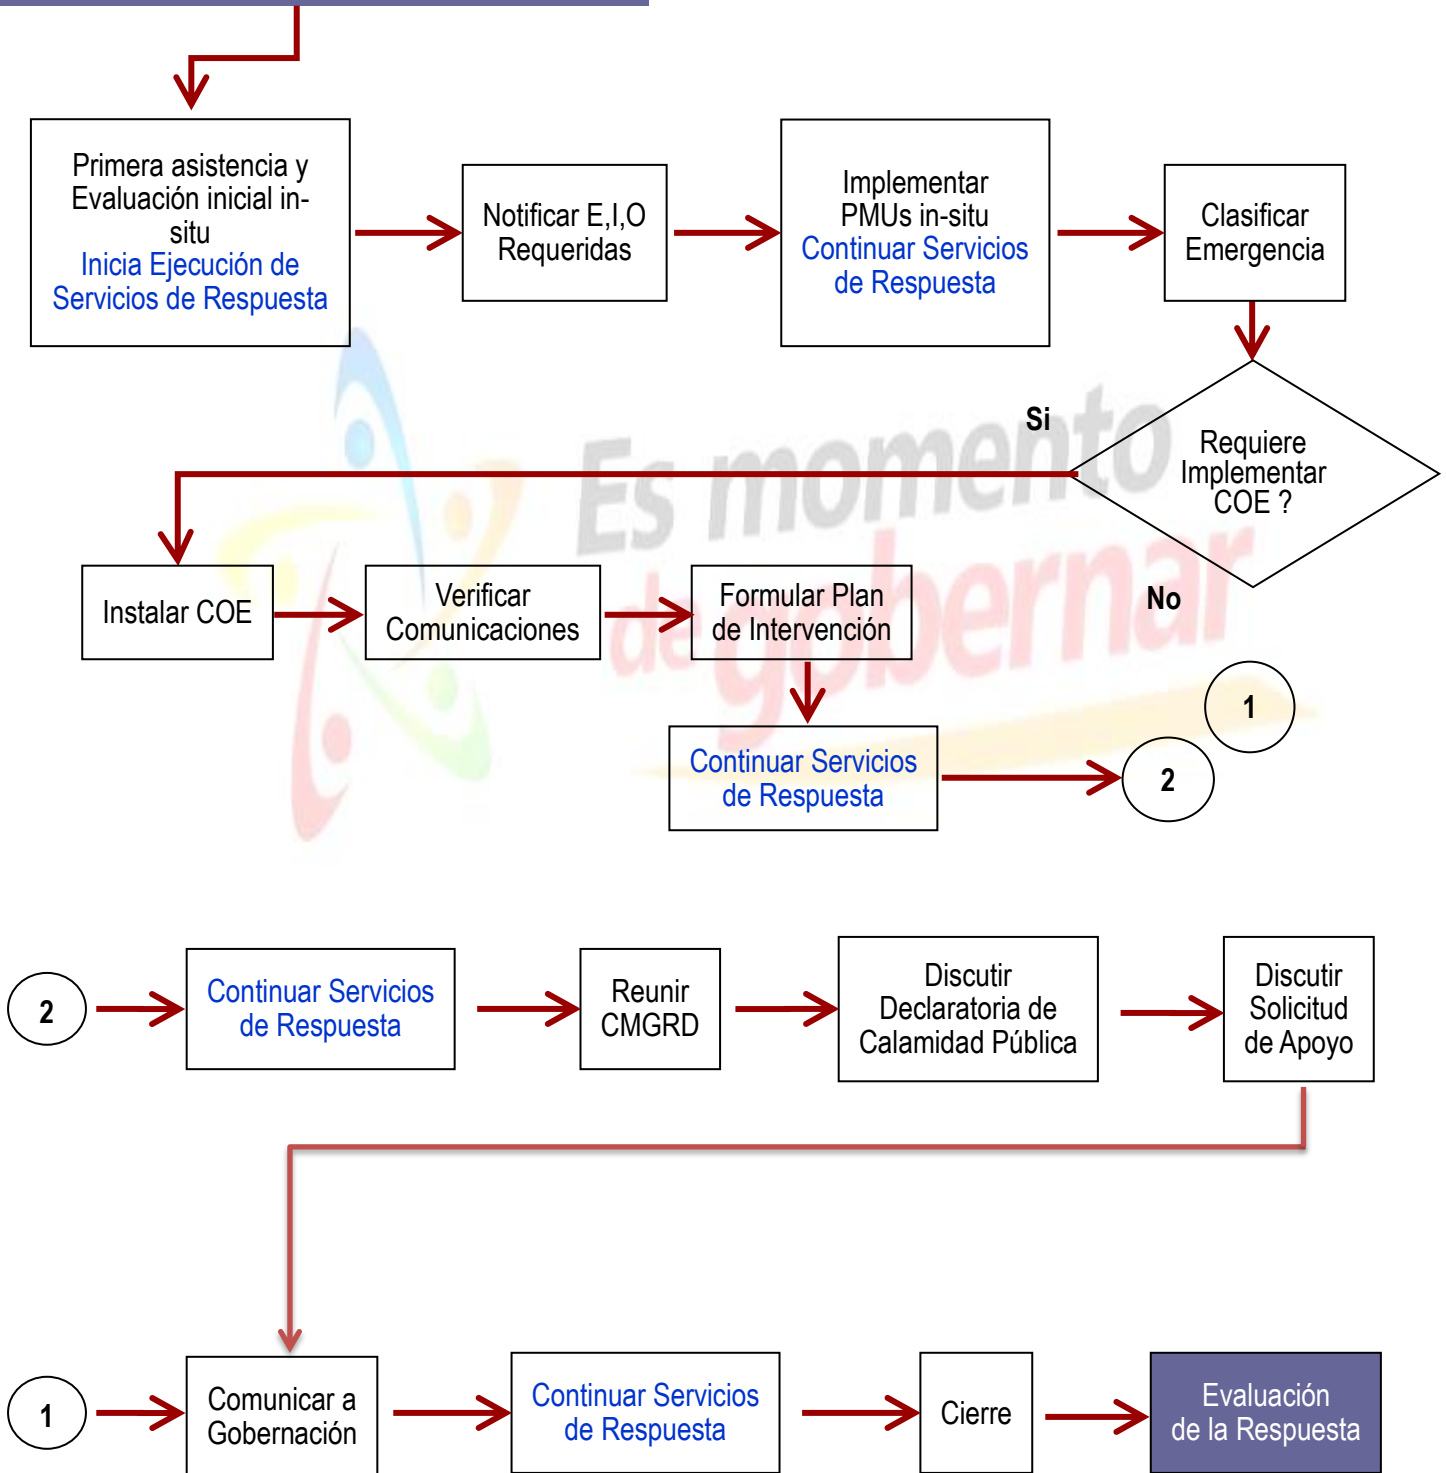 Primera asistencia y
Evaluación inicial in-
situ
Inicia Ejecución de
Servicios de Respuesta
Notificar E,I,O
Requeridas
Implementar
PMUs in-situ
Continuar Servicios
de Respuesta
Clasificar
Emergencia
Si
Requiere
Implementar
COE ?
No
Es momento
de gobernar
Instalar COE
Verificar
Comunicaciones
Formular Plan
de Intervención
1
Continuar Servicios
de Respuesta
2
2
Continuar Servicios
de Respuesta
Reunir
CMGRD
Discutir
Declaratoria de
Calamidad Pública
Discutir
Solicitud
de Apoyo
1
Comunicar a
Gobernación
Continuar Servicios
de Respuesta
Cierre
Evaluación
de la Respuesta